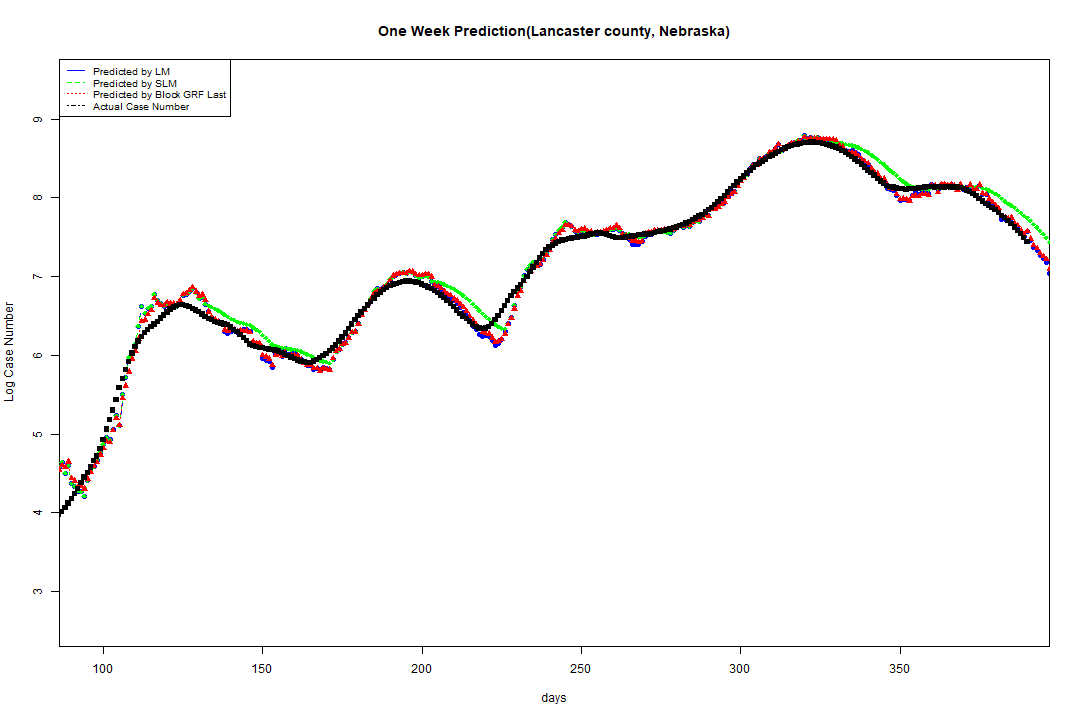 One Week Prediction(Lancaster county, Nebraska)
Predicted by LM
Predicted by SLM
Predicted by Block GRF Last
Actual Case Number
9
8
7
6
5
4
3
Log Case Number
100 150 200 250 300 350
days